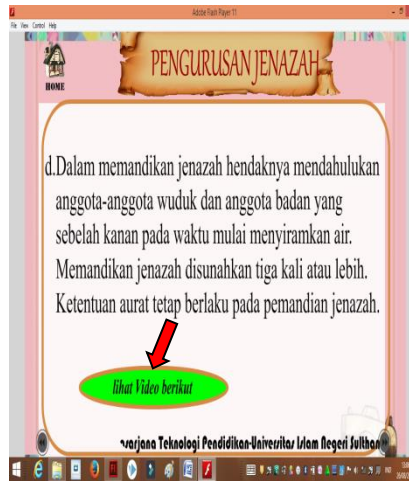 Adobe Flash Player 11
File View Control Help
HOME
PENGURUSAN JENAZAH
d.Dalam memandikan jenazah hendaknya mendahulukan
anggota-anggota wuduk dan anggota badan yang
sebelah kanan pada waktu mulai menyiramkan air.
Memandikan jenazah disunahkan tiga kali atau lebih.
Ketentuan aurat tetap berlaku pada pemandian jenazah.
lihat Video berikut
Teknologi Pendidikan-Universitas Islam Negeri Sulthan